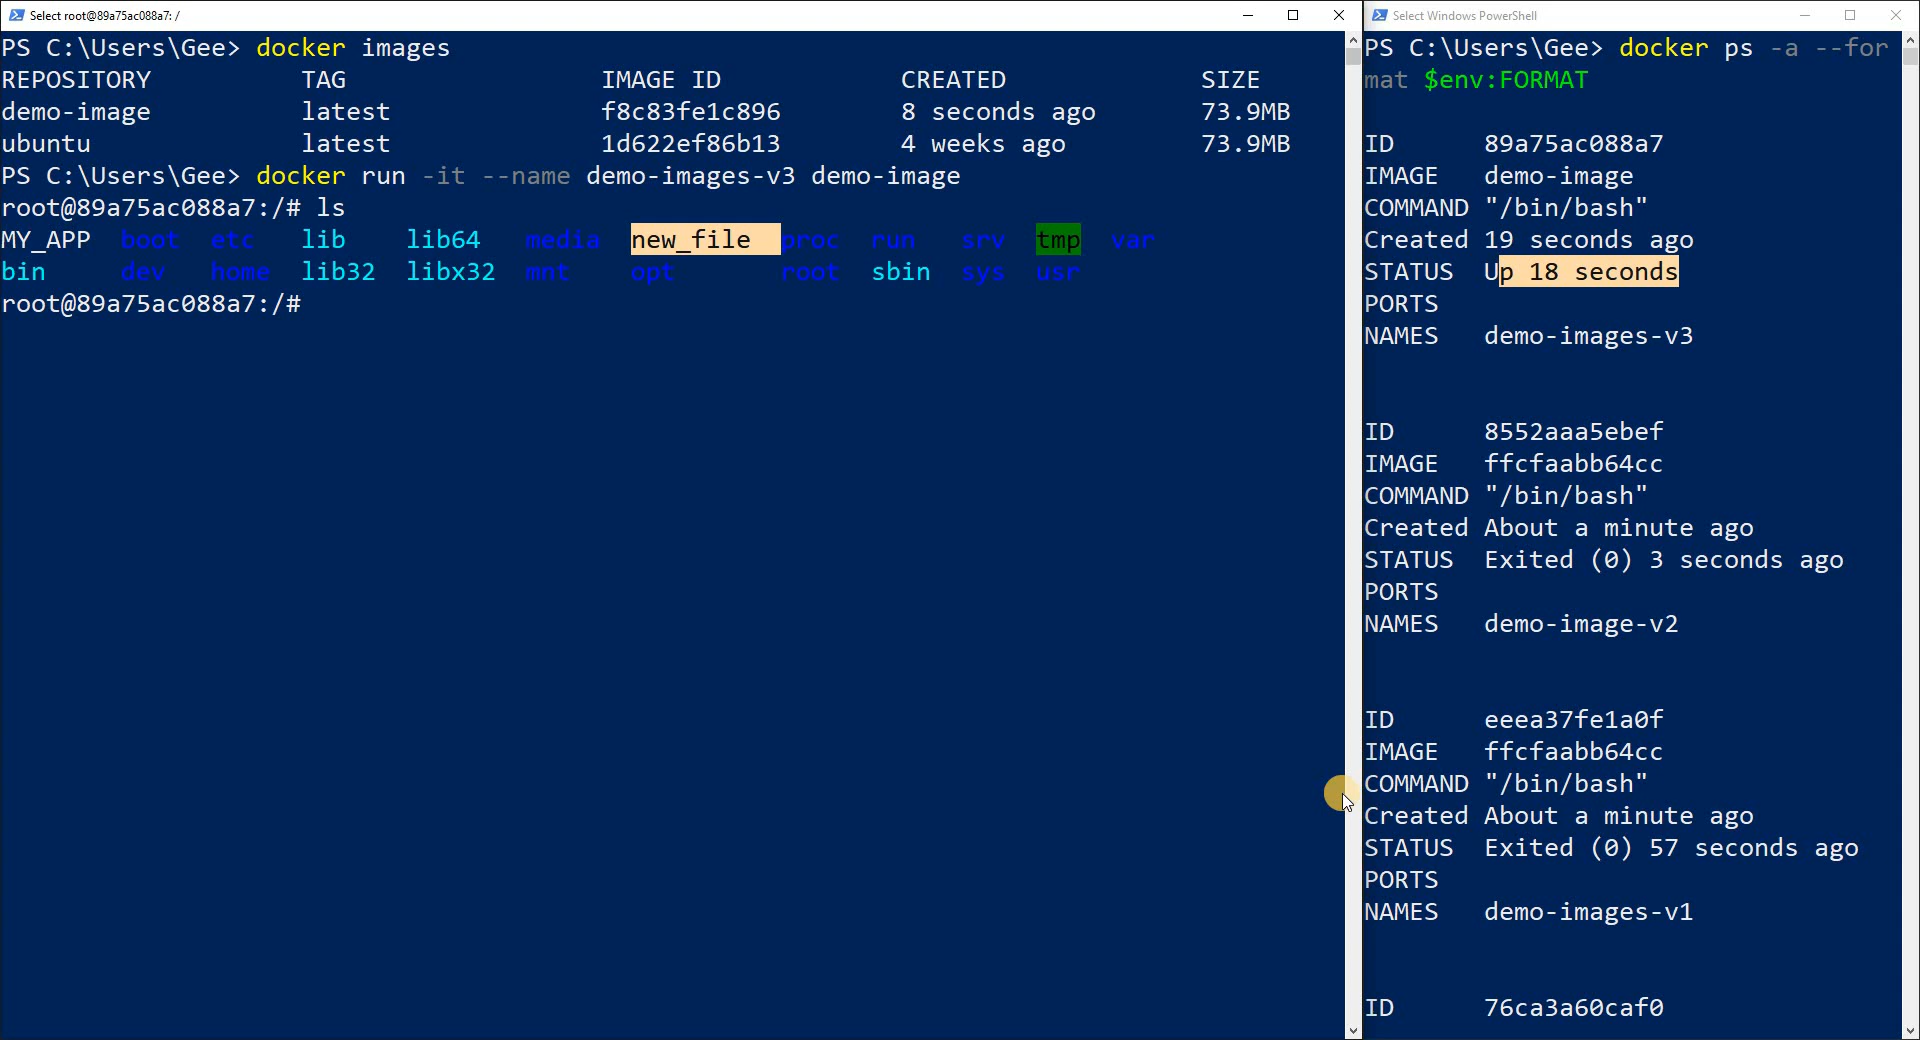 Select root@89a75ac088a7: /
PS C:\Users\Gee> docker images
REPOSITORY TAG IMAGE ID CREATED SIZE
demo-image latest f8c83fe1c896 8 seconds ago 73.9MB
ubuntu latest 1d622ef86b13 4 weeks ago 73.9MB
PS C:\Users\Gee> docker run -it --name demo-images-v3 demo-image
root@89a75ac088a7:/# ls
MY_APP boot etc lib lib64 media new_file proc run srv tmp var
bin dev home lib32 libx32 mnt opt root sbin sys usr
root@89a75ac088a7:/#
Select Windows PowerShell
PS C:\Users\Gee> docker ps -a --for
mat $env:FORMAT
ID 89a75ac088a7
IMAGE demo-image
COMMAND "/bin/bash"
Created 19 seconds ago
STATUS Up 18 seconds
PORTS
NAMES demo-images-v3
ID 8552aaa5ebef
IMAGE ffcfaabb64cc
COMMAND "/bin/bash"
Created About a minute ago
STATUS Exited (0) 3 seconds ago
PORTS
NAMES demo-image-v2
ID eeea37fe1a0f
IMAGE ffcfaabb64cc
COMMAND "/bin/bash"
Created About a minute ago
STATUS Exited (0) 57 seconds ago
PORTS
NAMES demo-images-v1
ID 76ca3a60caf0